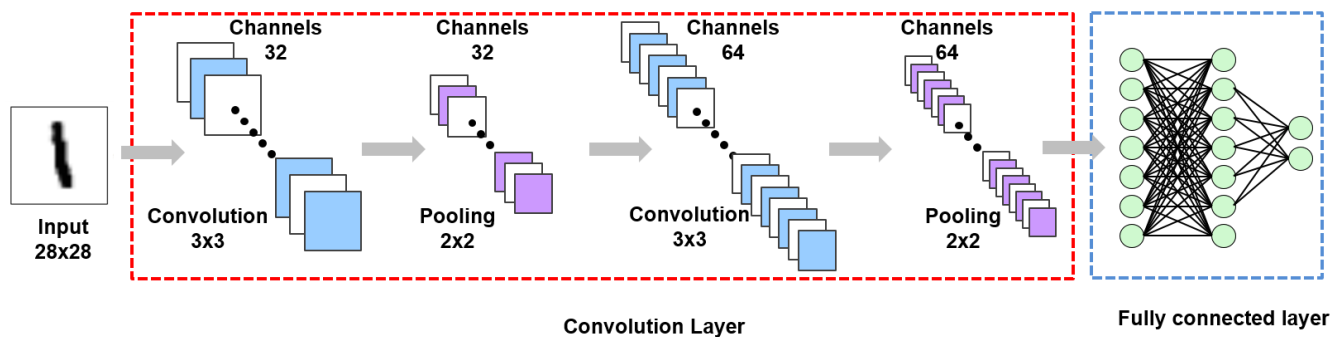 Channels
32
Channels
32
Channels
64
Channels
64
Input
28x28
Convolution
3x3
Pooling
2x2
Convolution
3x3
Pooling
2x2
Convolution Layer
Fully connected layer